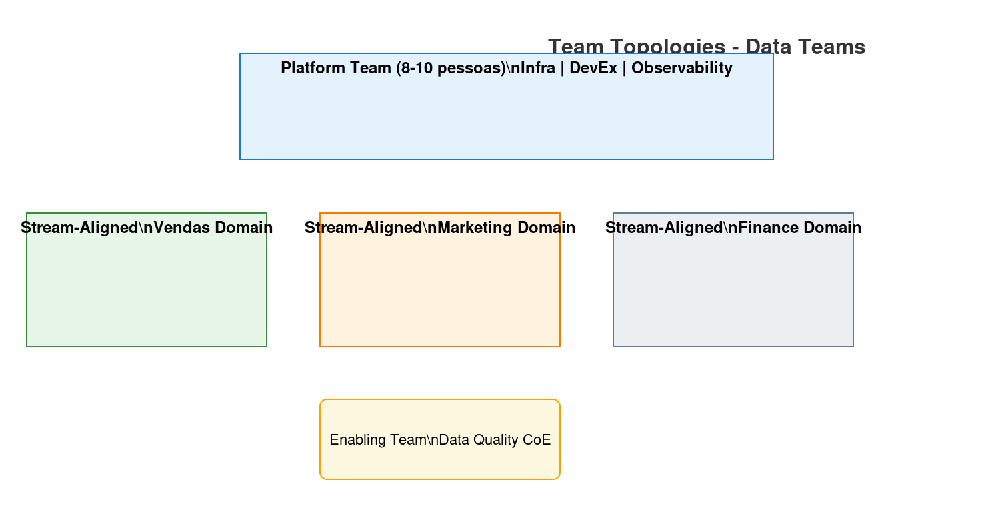 Team Topologies - Data Teams
Platform Team (8-10 pessoas)\nInfra | DevEx | Observability
Stream-Aligned\nVendas Domain
Stream-Aligned\nMarketing Domain
Stream-Aligned\nFinance Domain
Enabling Team\nData Quality CoE